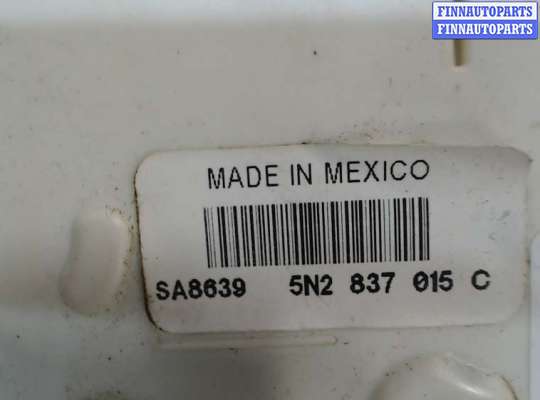 FINNAUTOPARTS
FINNAUTOPARTS
MADE IN MEXICO
SA8639 5N2 837 015 C